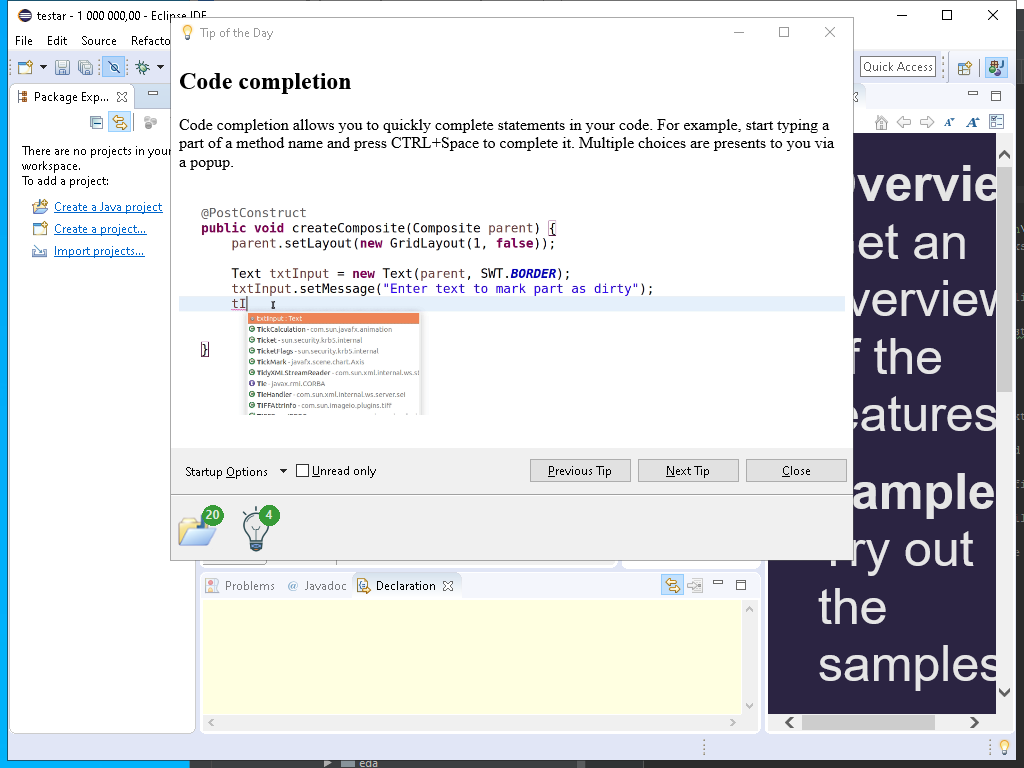 testar - 1 000 000,00 - Eclipse IDE
File Edit Source Refacto
Quick Access
Package Exp...
There are no projects in your
workspace.
To add a project:
Create a Java project
Create a project...
Import projects...
Tip of the Day
Code completion
Code completion allows you to quickly complete statements in your code. For example, start typing a
part of a method name and press CTRL+Space to complete it. Multiple choices are presents to you via
a popup.
@PostConstruct
public void createComposite(Composite parent) {
parent.setLayout(new GridLayout(1, false));
Text txtInput = new Text(parent, SWT.BORDER);
txtInput.setMessage("Enter text to mark part as dirty");
tI
txtInput : Text
TickCalculation - com.sun.javafx.animation
Ticket - sun.security.krb5.internal
TicketFlags - sun.security.krb5.internal
TickMark - javafx.scene.chart.Axis
TidyXMLStreamReader - com.sun.xml.internal.ws.s
Tie - javax.rmi.CORBA
TieHandler - com.sun.xml.internal.ws.server.sei
TIFFAttrInfo - com.sun.imageio.plugins.tiff
}
Startup Options
Unread only
Previous Tip
Next Tip
Close
20
4
Problems
@ Javadoc
Declaration
vervie
et an
verview
f the
eatures
ample
ry out
the
samples
eda